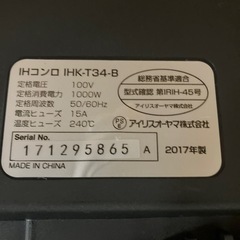 IHコンロ IHK-T34-B
定格電圧 100V
定格消費電力 1000W
定格周波数 50/60Hz
電流ヒューズ 15A
温度ヒューズ 240℃
総務省基準適合
型式確認 第IRIH-45号
アイリスオーヤマ株式会社
PS E
アイリスオーヤマ株式会社
Serial No.
171295865 A
2017年製